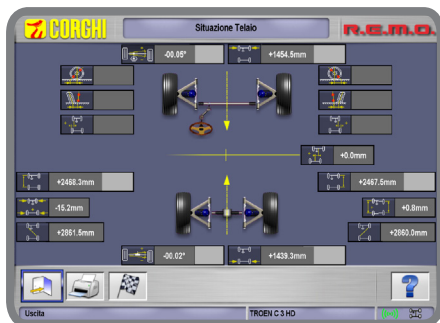 CORGHI
Situazione Telaio
R.e.m.o.
-00.05°
+1454.5mm
+0.0mm
+2468.3mm
+2467.5mm
-15.2mm
+0.8mm
+2861.5mm
+2860.0mm
-00.02°
+1439.3mm
Uscita
TROEN C 3 HD